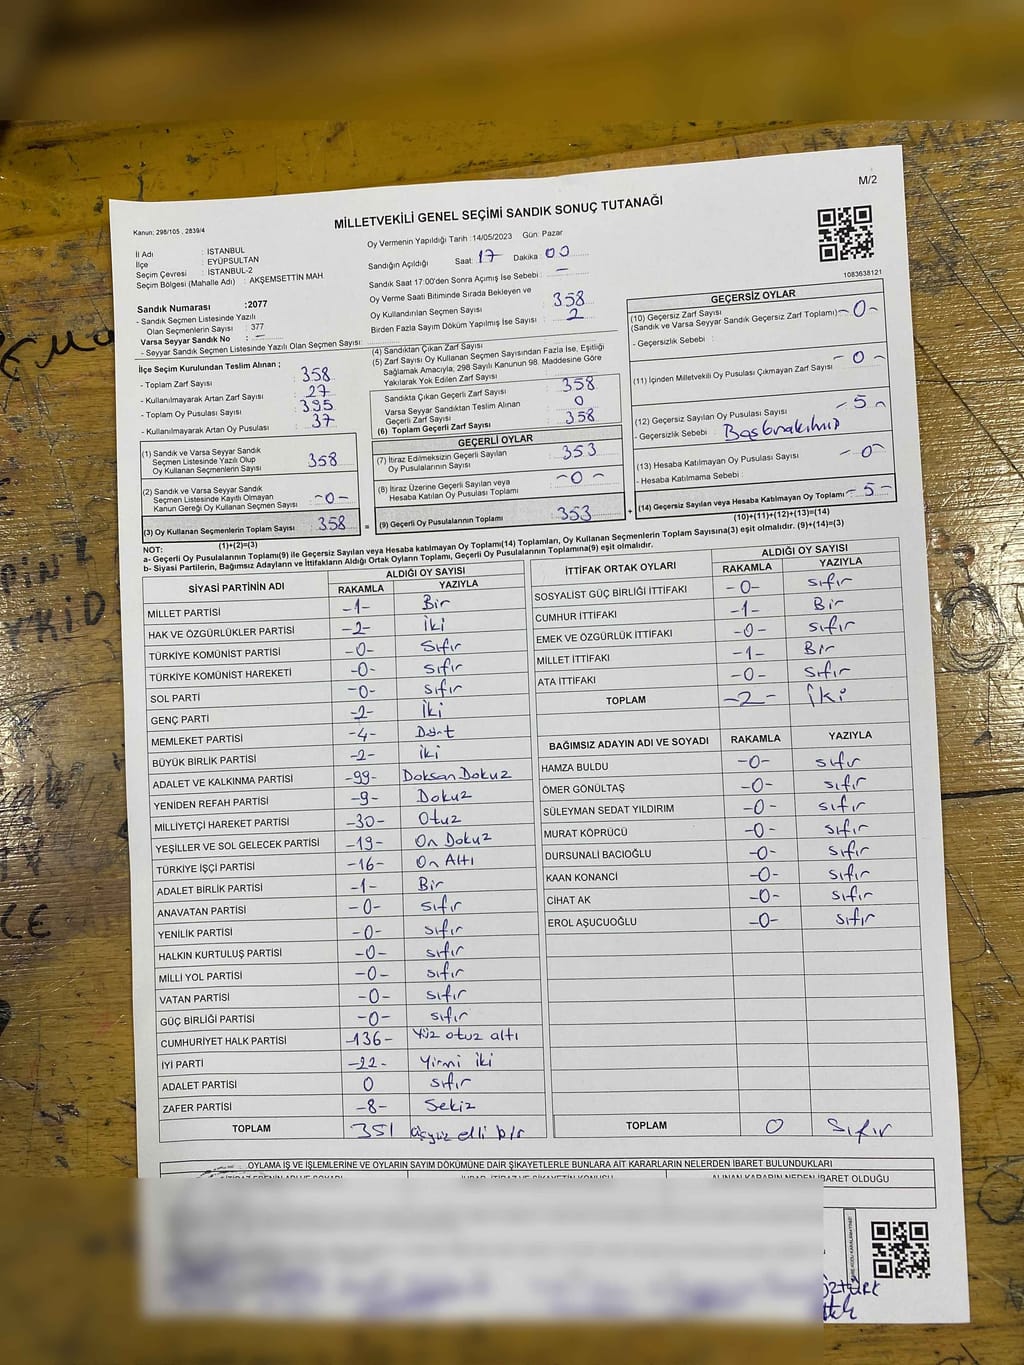 M/2
MİLLETVEKİLİ GENEL SEÇİMİ SANDIK SONUÇ TUTANAĞI
Kanun; 298/105 , 2839/4
İl Adı : İSTANBUL
İlçe : EYÜPSULTAN
Seçim Çevresi : İSTANBUL-2
Seçim Bölgesi (Mahalle Adı) : AKŞEMSETTİN MAH
Oy Vermenin Yapıldığı Tarih :14/05/2023 Gün: Pazar
Sandığın Açıldığı Saat: 17 Dakika 00
Sandık Saat 17:00'den Sonra Açımış İse Sebebi : —
Oy Verme Saati Bitiminde Sırada Bekleyen ve
Oy Kullandırılan Seçmen Sayısı : 358
Birden Fazla Sayım Döküm Yapılmış İse Sayısı : 2
1083638121
Sandık Numarası :2077
- Sandık Seçmen Listesinde Yazılı
Olan Seçmenlerin Sayısı : 377
Varsa Seyyar Sandık No : —
- Seyyar Sandık Seçmen Listesinde Yazılı Olan Seçmen Sayısı :
İlçe Seçim Kurulundan Teslim Alınan ;
- Toplam Zarf Sayısı : 358
- Kullanılmayarak Artan Zarf Sayısı : 27
- Toplam Oy Pusulası Sayısı : 395
- Kullanılmayarak Artan Oy Pusulası : 37
(1) Sandık ve Varsa Seyyar Sandık
Seçmen Listesinde Yazılı Olup
Oy Kullanan Seçmenlerin Sayısı : 358
(2) Sandık ve Varsa Seyyar Sandık
Seçmen Listesinde Kayıtlı Olmayan
Kanun Gereği Oy Kullanan Seçmen Sayısı : -0-
(3) Oy Kullanan Seçmenlerin Toplam Sayısı : 358 =
(1)+(2)=(3)
(4) Sandıktan Çıkan Zarf Sayısı
(5) Zarf Sayısı Oy Kullanan Seçmen Sayısından Fazla İse, Eşitliği
Sağlamak Amacıyla, 298 Sayılı Kanunun 98. Maddesine Göre
Yakılarak Yok Edilen Zarf Sayısı :
Sandıkta Çıkan Geçerli Zarf Sayısı : 358
Varsa Seyyar Sandıktan Teslim Alınan
Geçerli Zarf Sayısı : 0
(6) Toplam Geçerli Zarf Sayısı : 358
GEÇERLİ OYLAR
(7) İtiraz Edilmeksizin Geçerli Sayılan
Oy Pusulalarının Sayısı : 353
(8) İtiraz Üzerine Geçerli Sayılan veya
Hesaba Katılan Oy Pusulası Toplamı : -0-
(9) Geçerli Oy Pusulalarının Toplamı : 353 +
GEÇERSİZ OYLAR
(10) Geçersiz Zarf Sayısı
(Sandık ve Varsa Seyyar Sandık Geçersiz Zarf Toplamı) -0-
- Geçersizlik Sebebi :
(11) İçinden Milletvekili Oy Pusulası Çıkmayan Zarf Sayısı -0-
(12) Geçersiz Sayılan Oy Pusulası Sayısı -5-
- Geçersizlik Sebebi : Boş bırakılmış
(13) Hesaba Katılmayan Oy Pusulası Sayısı -0-
- Hesaba Katılmama Sebebi :
(14) Geçersiz Sayılan veya Hesaba Katılmayan Oy Toplamı -5-
(10)+(11)+(12)+(13)=(14)
NOT:
a- Geçerli Oy Pusulalarının Toplamı(9) ile Geçersiz Sayılan veya Hesaba katılmayan Oy Toplamı(14) Toplamları, Oy Kullanan Seçmenlerin Toplam Sayısına(3) eşit olmalıdır. (9)+(14)=(3)
b- Siyasi Partilerin, Bağımsız Adayların ve İttifakların Aldığı Ortak Oyların Toplamı, Geçerli Oy Pusulalarının Toplamına(9) eşit olmalıdır.
SİYASİ PARTİNİN ADI ALDIĞI OY SAYISI
RAKAMLA YAZIYLA
MİLLET PARTİSİ -1- Bir
HAK VE ÖZGÜRLÜKLER PARTİSİ -2- İki
TÜRKİYE KOMÜNİST PARTİSİ -0- Sıfır
TÜRKİYE KOMÜNİST HAREKETİ -0- sıfır
SOL PARTİ -0- sıfır
GENÇ PARTİ -2- İki
MEMLEKET PARTİSİ -4- Dört
BÜYÜK BİRLİK PARTİSİ -2- iki
ADALET VE KALKINMA PARTİSİ -99- Doksan Dokuz
YENİDEN REFAH PARTİSİ -9- Dokuz
MİLLİYETÇİ HAREKET PARTİSİ -30- Otuz
YEŞİLLER VE SOL GELECEK PARTİSİ -19- On Dokuz
TÜRKİYE İŞÇİ PARTİSİ -16- On Altı
ADALET BİRLİK PARTİSİ -1- Bir
ANAVATAN PARTİSİ -0- sıfır
YENİLİK PARTİSİ -0- sıfır
HALKIN KURTULUŞ PARTİSİ -0- sıfır
MİLLİ YOL PARTİSİ -0- sıfır
VATAN PARTİSİ -0- sıfır
GÜÇ BİRLİĞİ PARTİSİ -0- sıfır
CUMHURİYET HALK PARTİSİ -136- Yüz otuz altı
İYİ PARTİ -22- Yirmi iki
ADALET PARTİSİ 0 sıfır
ZAFER PARTİSİ -8- Sekiz
TOPLAM 351 üçyüz elli bir
İTTİFAK ORTAK OYLARI ALDIĞI OY SAYISI
RAKAMLA YAZIYLA
SOSYALİST GÜÇ BİRLİĞİ İTTİFAKI -0- sıfır
CUMHUR İTTİFAKI -1- Bir
EMEK VE ÖZGÜRLÜK İTTİFAKI -0- sıfır
MİLLET İTTİFAKI -1- Bir
ATA İTTİFAKI -0- sıfır
TOPLAM -2- İki
BAĞIMSIZ ADAYIN ADI VE SOYADI RAKAMLA YAZIYLA
HAMZA BULDU -0- sıfır
ÖMER GÖNÜLTAŞ -0- sıfır
SÜLEYMAN SEDAT YILDIRIM -0- sıfır
MURAT KÖPRÜCÜ -0- sıfır
DURSUNALİ BACIOĞLU -0- sıfır
KAAN KONANCİ -0- sıfır
CİHAT AK -0- sıfır
EROL AŞUCUOĞLU -0- sıfır
TOPLAM 0 Sıfır
OYLAMA İŞ VE İŞLEMLERİNE VE OYLARIN SAYIM DÖKÜMÜNE DAİR ŞİKAYETLERLE BUNLARA AİT KARARLARIN NELERDEN İBARET BULUNDUKLARI
ALINAN KARARIN NEDEN İBARET OLDUĞU